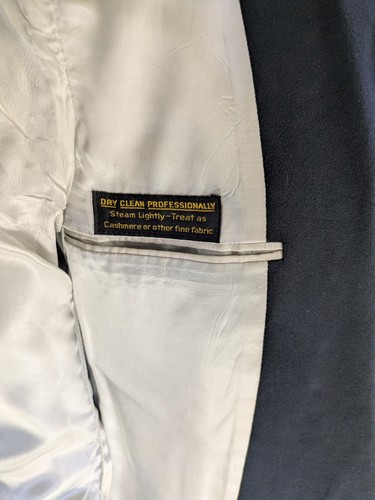 DRY CLEAN PROFESSIONALLY
Steam Lightly-Treat as
Cashmere or other fine fabric